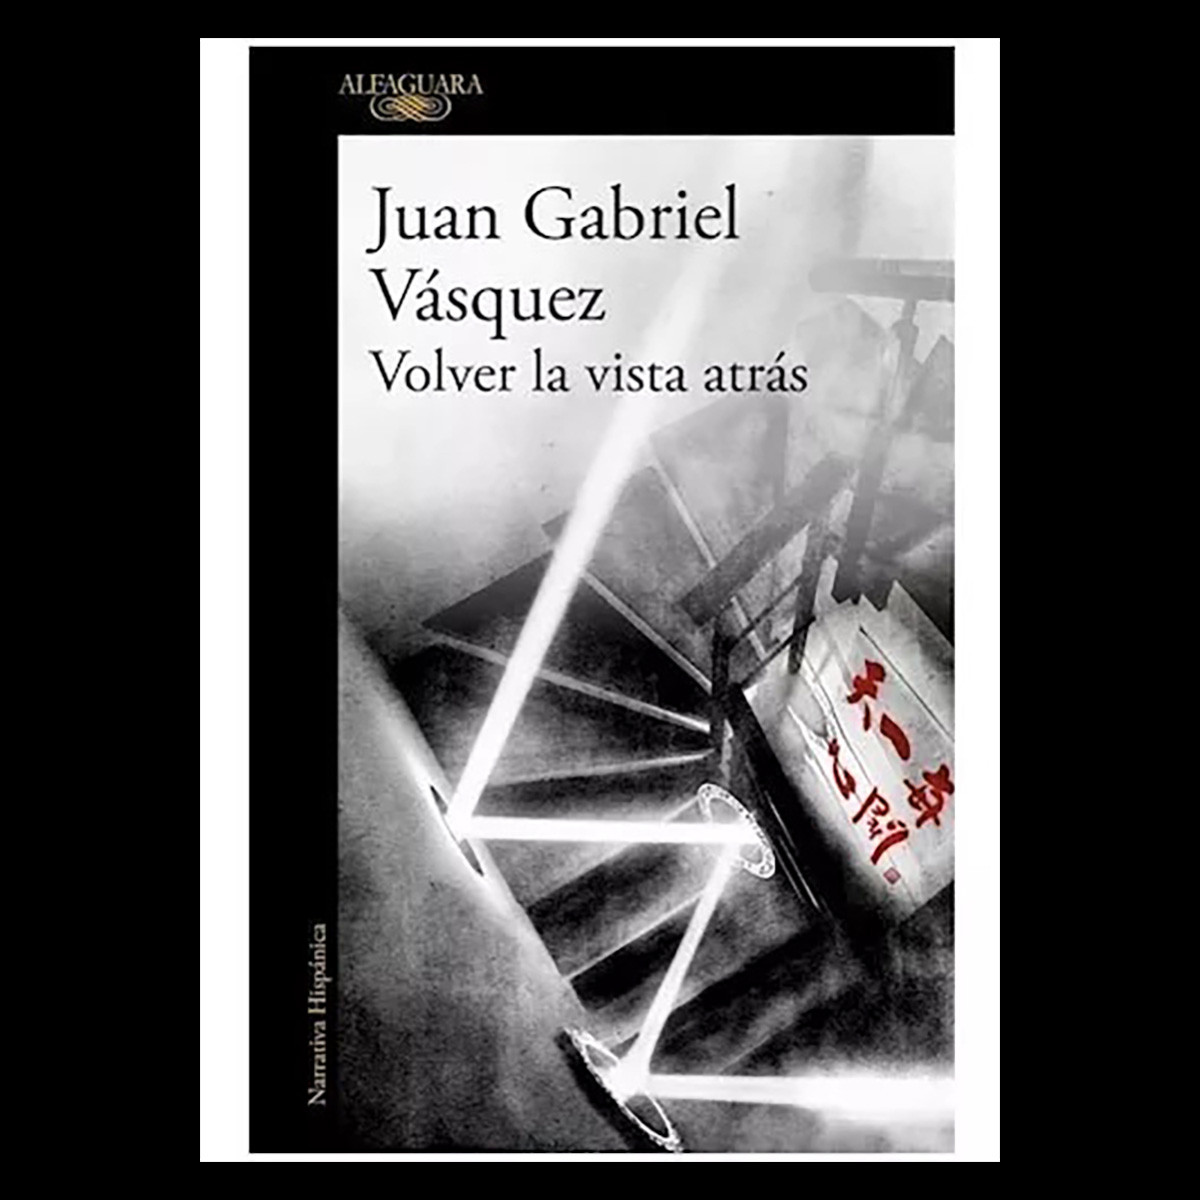 ALFAGUARA
Juan Gabriel
Vásquez
Volver la vista atrás
Narrativa Hispánica